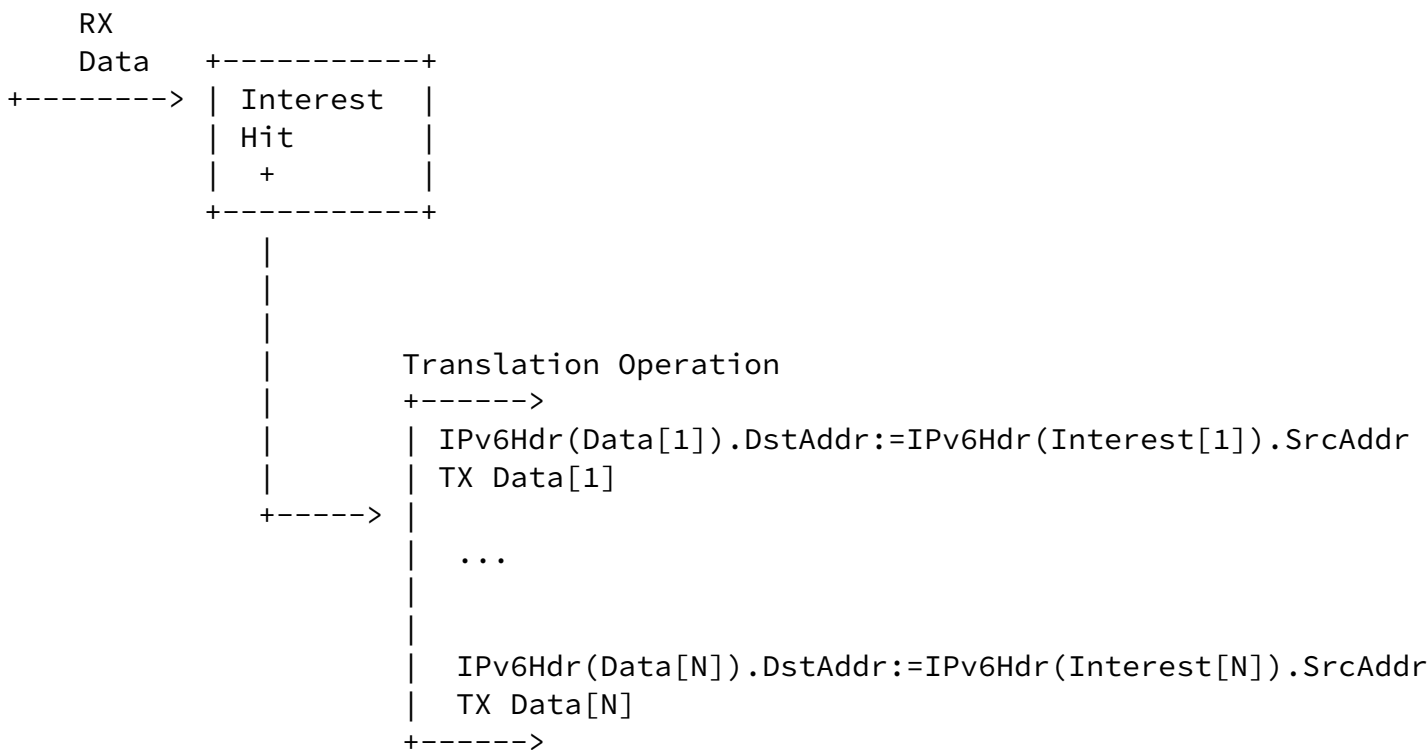 RX
Data
Interest
Hit
+
Translation Operation
IPv6Hdr(Data[1]).DstAddr:=IPv6Hdr(Interest[1]).SrcAddr
TX Data[1]
...
IPv6Hdr(Data[N]).DstAddr:=IPv6Hdr(Interest[N]).SrcAddr
TX Data[N]